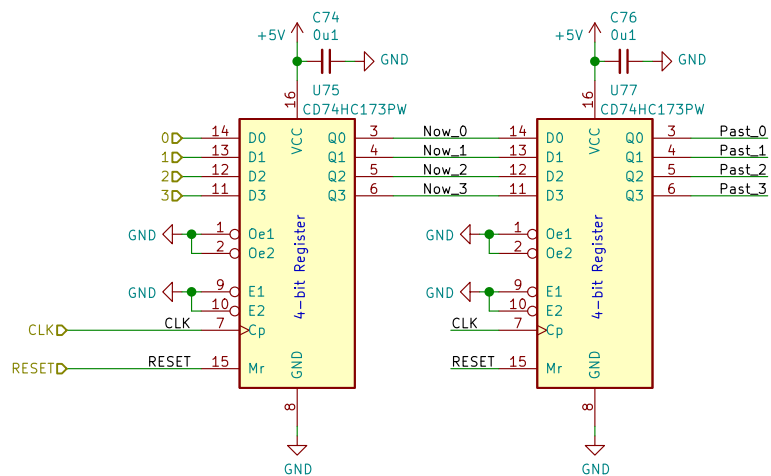 C74
0u1
+5V
GND
U75
CD74HC173PW
16
VCC
0 14 D0 Q0 3 Now_0
1 13 D1 Q1 4 Now_1
2 12 D2 Q2 5 Now_2
3 11 D3 Q3 6 Now_3
GND 1 Oe1
2 Oe2
4-bit Register
GND 9 E1
10 E2
CLK CLK 7 Cp
RESET RESET 15 Mr
GND
8
GND
C76
0u1
+5V
GND
U77
CD74HC173PW
16
VCC
14 D0 Q0 3 Past_0
13 D1 Q1 4 Past_1
12 D2 Q2 5 Past_2
11 D3 Q3 6 Past_3
GND 1 Oe1
2 Oe2
4-bit Register
GND 9 E1
10 E2
CLK 7 Cp
RESET 15 Mr
GND
8
GND